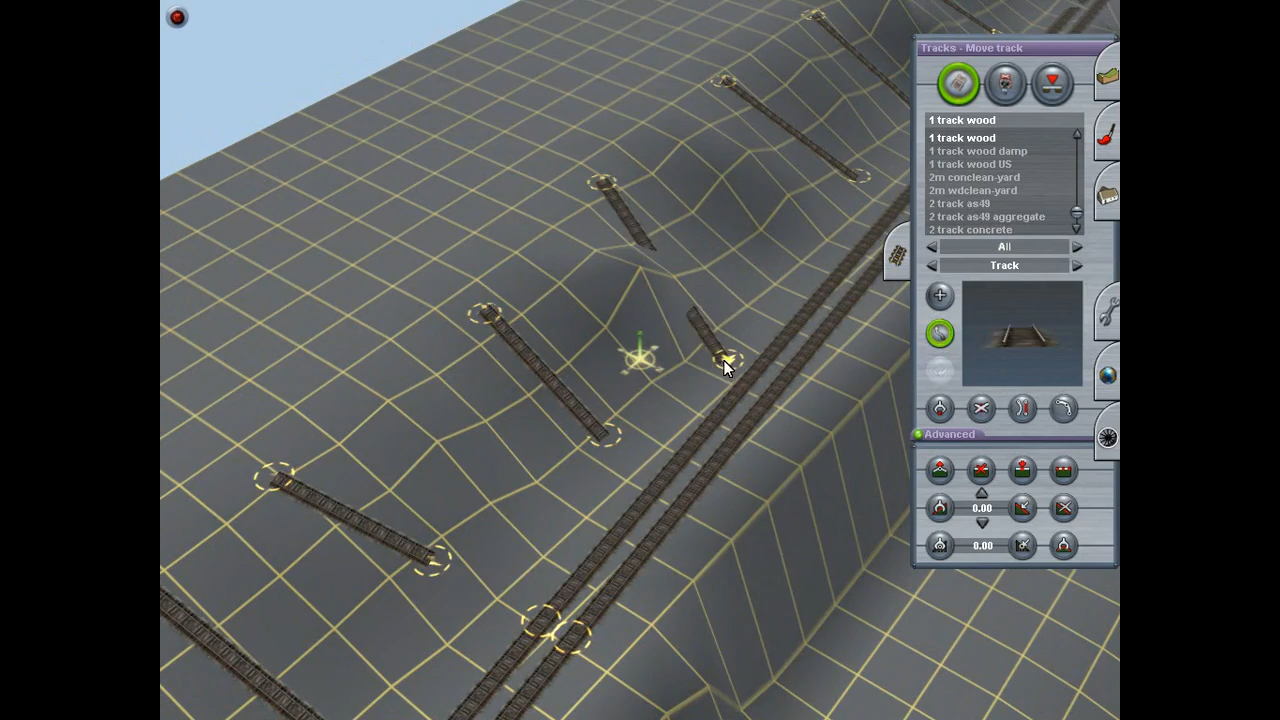 Tracks - Move track
1 track wood
1 track wood
1 track wood damp
1 track wood US
2m conclean-yard
2m wdclean-yard
2 track as49
2 track as49 aggregate
2 track concrete
All
Track
Advanced
0.00
0.00